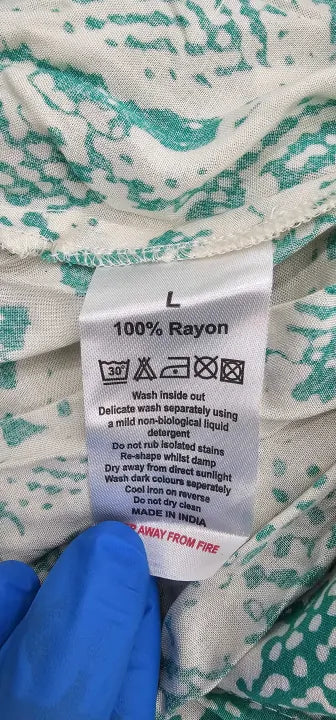 L
100% Rayon
30°
Wash inside out
Delicate wash separately using
a mild non-biological liquid
detergent
Do not rub isolated stains
Re-shape whilst damp
Dry away from direct sunlight
Wash dark colours seperately
Cool iron on reverse
Do not dry clean
MADE IN INDIA
AWAY FROM FIRE